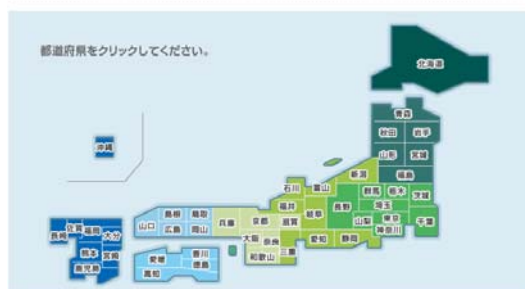 都道府県をクリックしてください。
北海道
青森
秋田 岩手
山形 宮城
福島
沖縄
石川 富山 新潟
福井 岐阜 長野 群馬 栃木 茨城
埼玉
山梨 東京 千葉
神奈川
愛知 静岡
島根 鳥取 兵庫 京都 滋賀
山口 広島 岡山
大阪 奈良 三重
和歌山
長崎 佐賀 福岡 大分
熊本 宮崎
鹿児島
愛媛 香川
高知 徳島